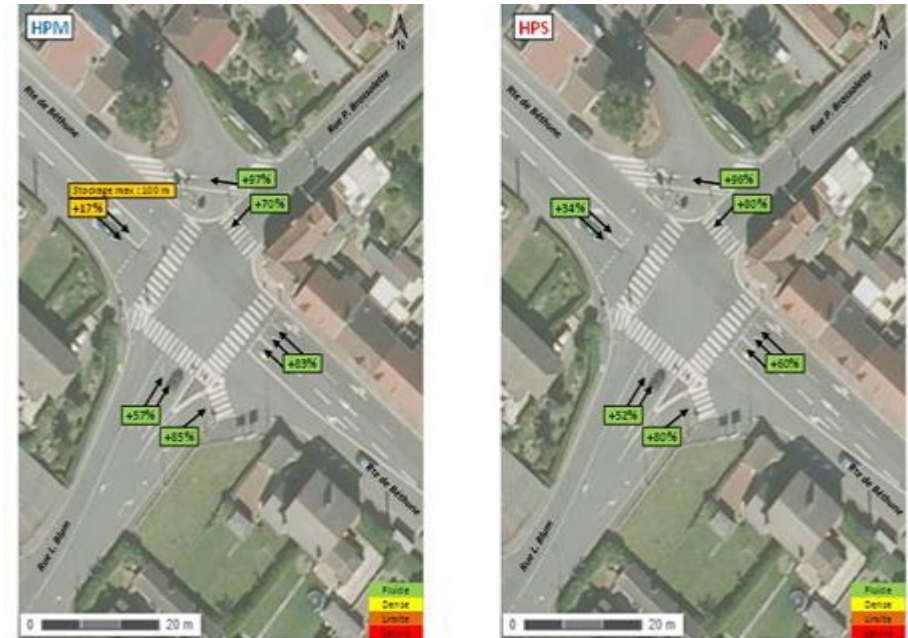 HPM
N
Rte de Béthune
Rue P. Brossolette
+97%
+70%
Stockage max : 100 m
+17%
+83%
+57%
+85%
Rte de Béthune
Rue L. Blum
Fluide
Dense
Limite
Saturé
0 20 m
HPS
N
Rte de Béthune
Rue P. Brossolette
+96%
+80%
+34%
+60%
+52%
+80%
Rte de Béthune
Rue L. Blum
Fluide
Dense
Limite
0 20 m